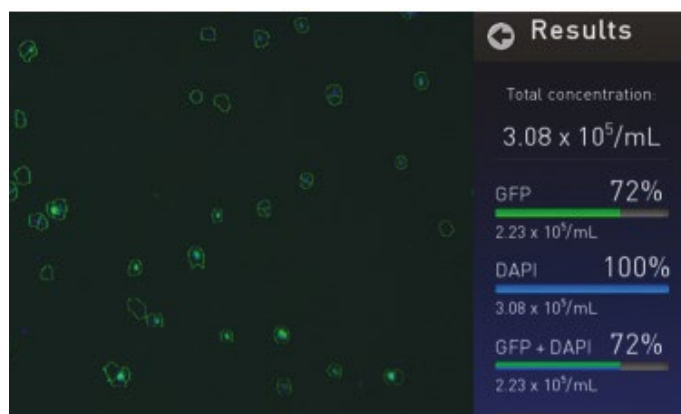 Results
Total concentration:
3.08 x 10⁵/mL
GFP 72%
2.23 x 10⁵/mL
DAPI 100%
3.08 x 10⁵/mL
GFP + DAPI 72%
2.23 x 10⁵/mL